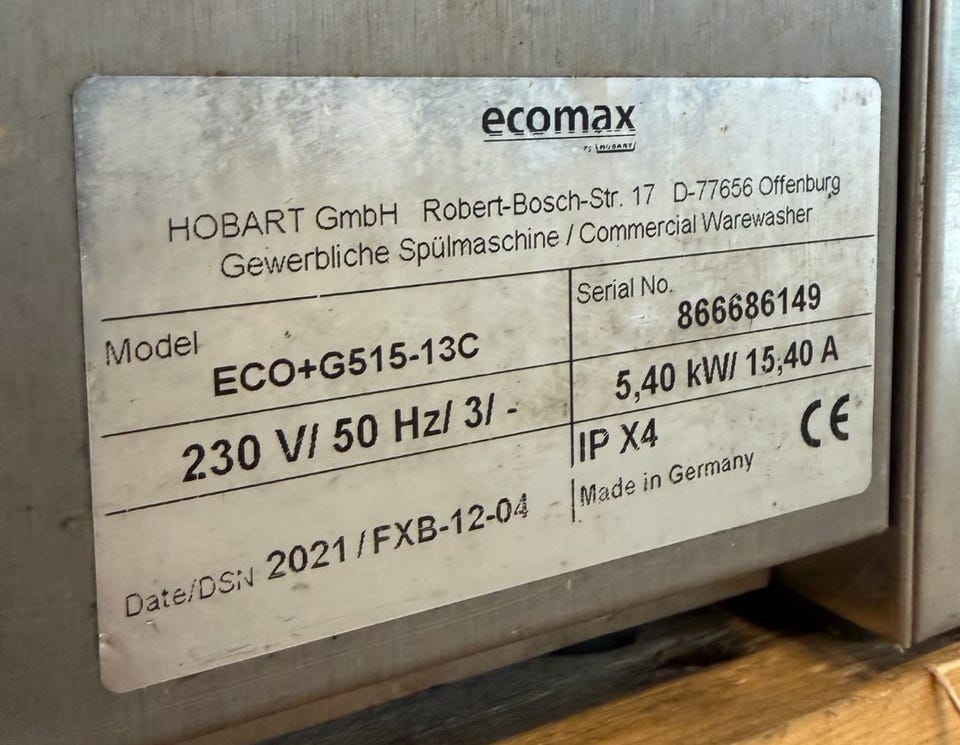 ecomax
by HOBART
HOBART GmbH Robert-Bosch-Str. 17 D-77656 Offenburg
Gewerbliche Spülmaschine / Commercial Warewasher
Model
ECO+G515-13C
Serial No.
866686149
230 V/ 50 Hz/ 3/ -
5,40 kW/ 15,40 A
IP X4
CE
Date/DSN 2021/FXB-12-04
Made in Germany